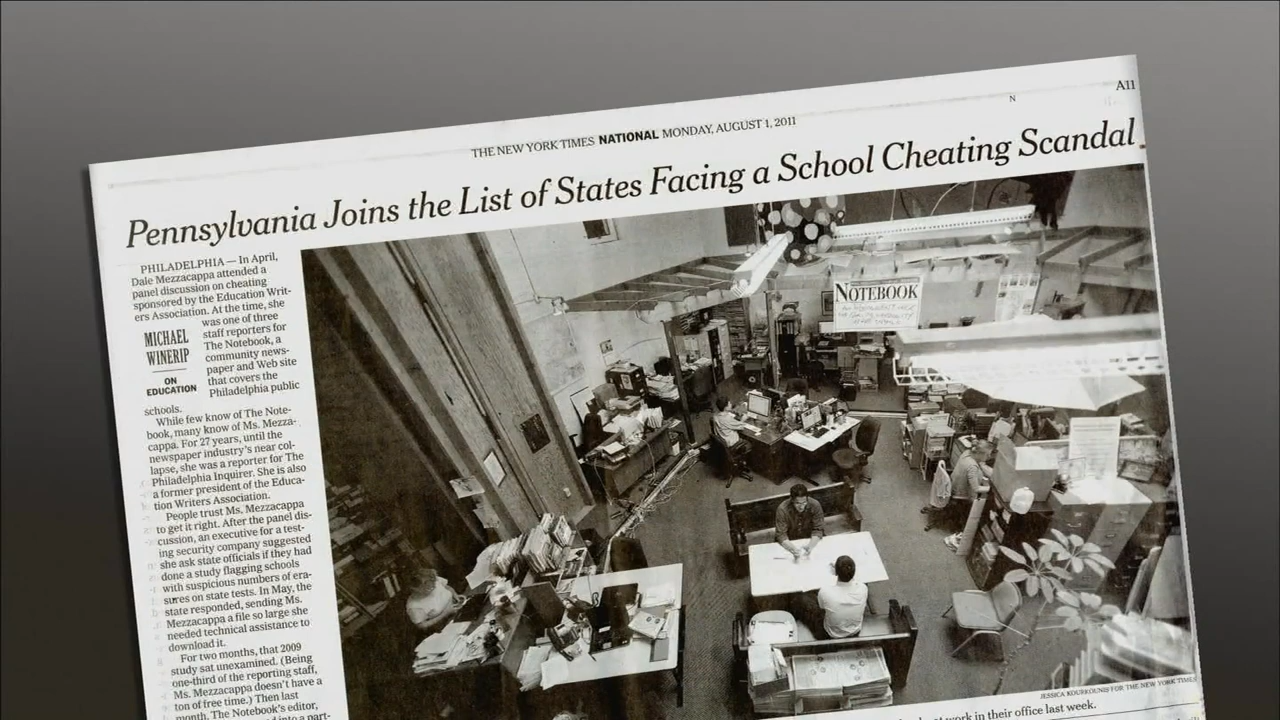 A11
N
THE NEW YORK TIMES NATIONAL MONDAY, AUGUST 1, 2011
Pennsylvania Joins the List of States Facing a School Cheating Scandal
PHILADELPHIA — In April,
Dale Mezzacappa attended a
panel discussion on cheating
sponsored by the Education Writ-
ers Association. At the time, she
MICHAEL
WINERIP
ON
EDUCATION
was one of three
staff reporters for
The Notebook, a
community news-
paper and Web site
that covers the
Philadelphia public
schools.
While few know of The Note-
book, many know of Ms. Mezza-
cappa. For 27 years, until the
newspaper industry's near col-
lapse, she was a reporter for The
Philadelphia Inquirer. She is also
a former president of the Educa-
tion Writers Association.
People trust Ms. Mezzacappa
to get it right. After the panel dis-
cussion, an executive for a test-
ing security company suggested
she ask state officials if they had
done a study flagging schools
with suspicious numbers of era-
sures on state tests. In May, the
state responded, sending Ms.
Mezzacappa a file so large she
needed technical assistance to
download it.
For two months, that 2009
study sat unexamined. (Being
one-third of the reporting staff,
Ms. Mezzacappa doesn't have a
ton of free time.) Then last
month, The Notebook's editor,
into a part-
NOTEBOOK
JESSICA KOURKOUNIS FOR THE NEW YORK TIMES
at work in their office last week.